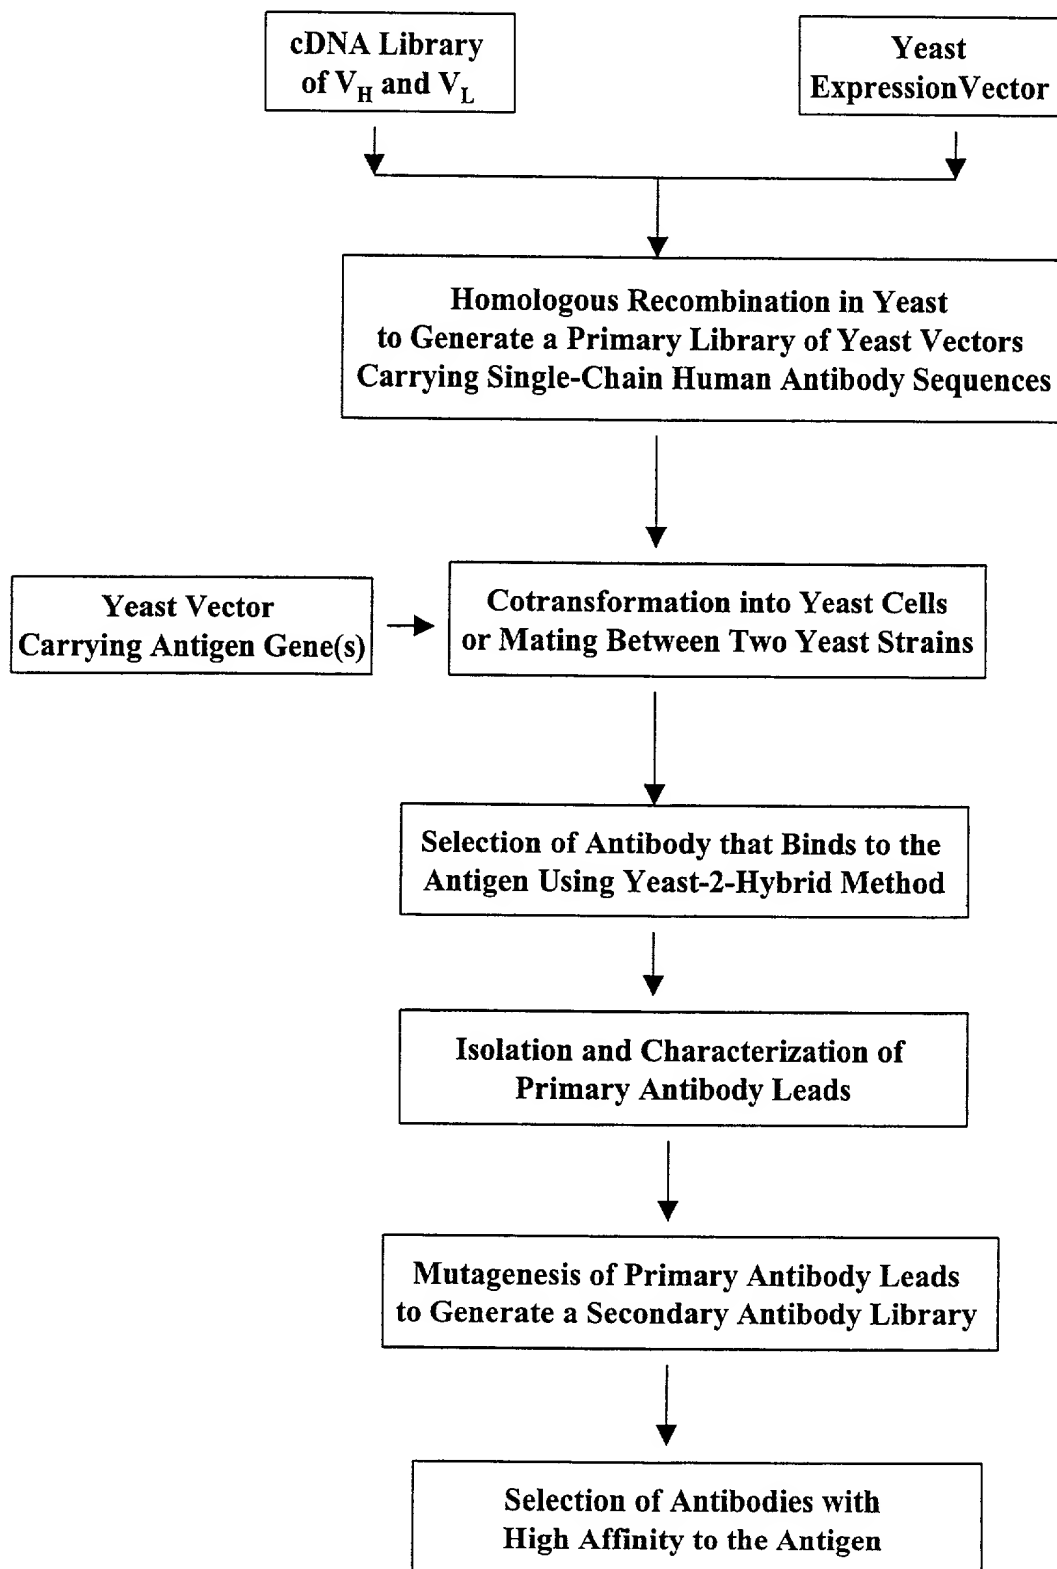 cDNA Library
of VH and VL
Yeast
ExpressionVector
Homologous Recombination in Yeast
to Generate a Primary Library of Yeast Vectors
Carrying Single-Chain Human Antibody Sequences
Yeast Vector
Carrying Antigen Gene(s)
Cotransformation into Yeast Cells
or Mating Between Two Yeast Strains
Selection of Antibody that Binds to the
Antigen Using Yeast-2-Hybrid Method
Isolation and Characterization of
Primary Antibody Leads
Mutagenesis of Primary Antibody Leads
to Generate a Secondary Antibody Library
Selection of Antibodies with
High Affinity to the Antigen